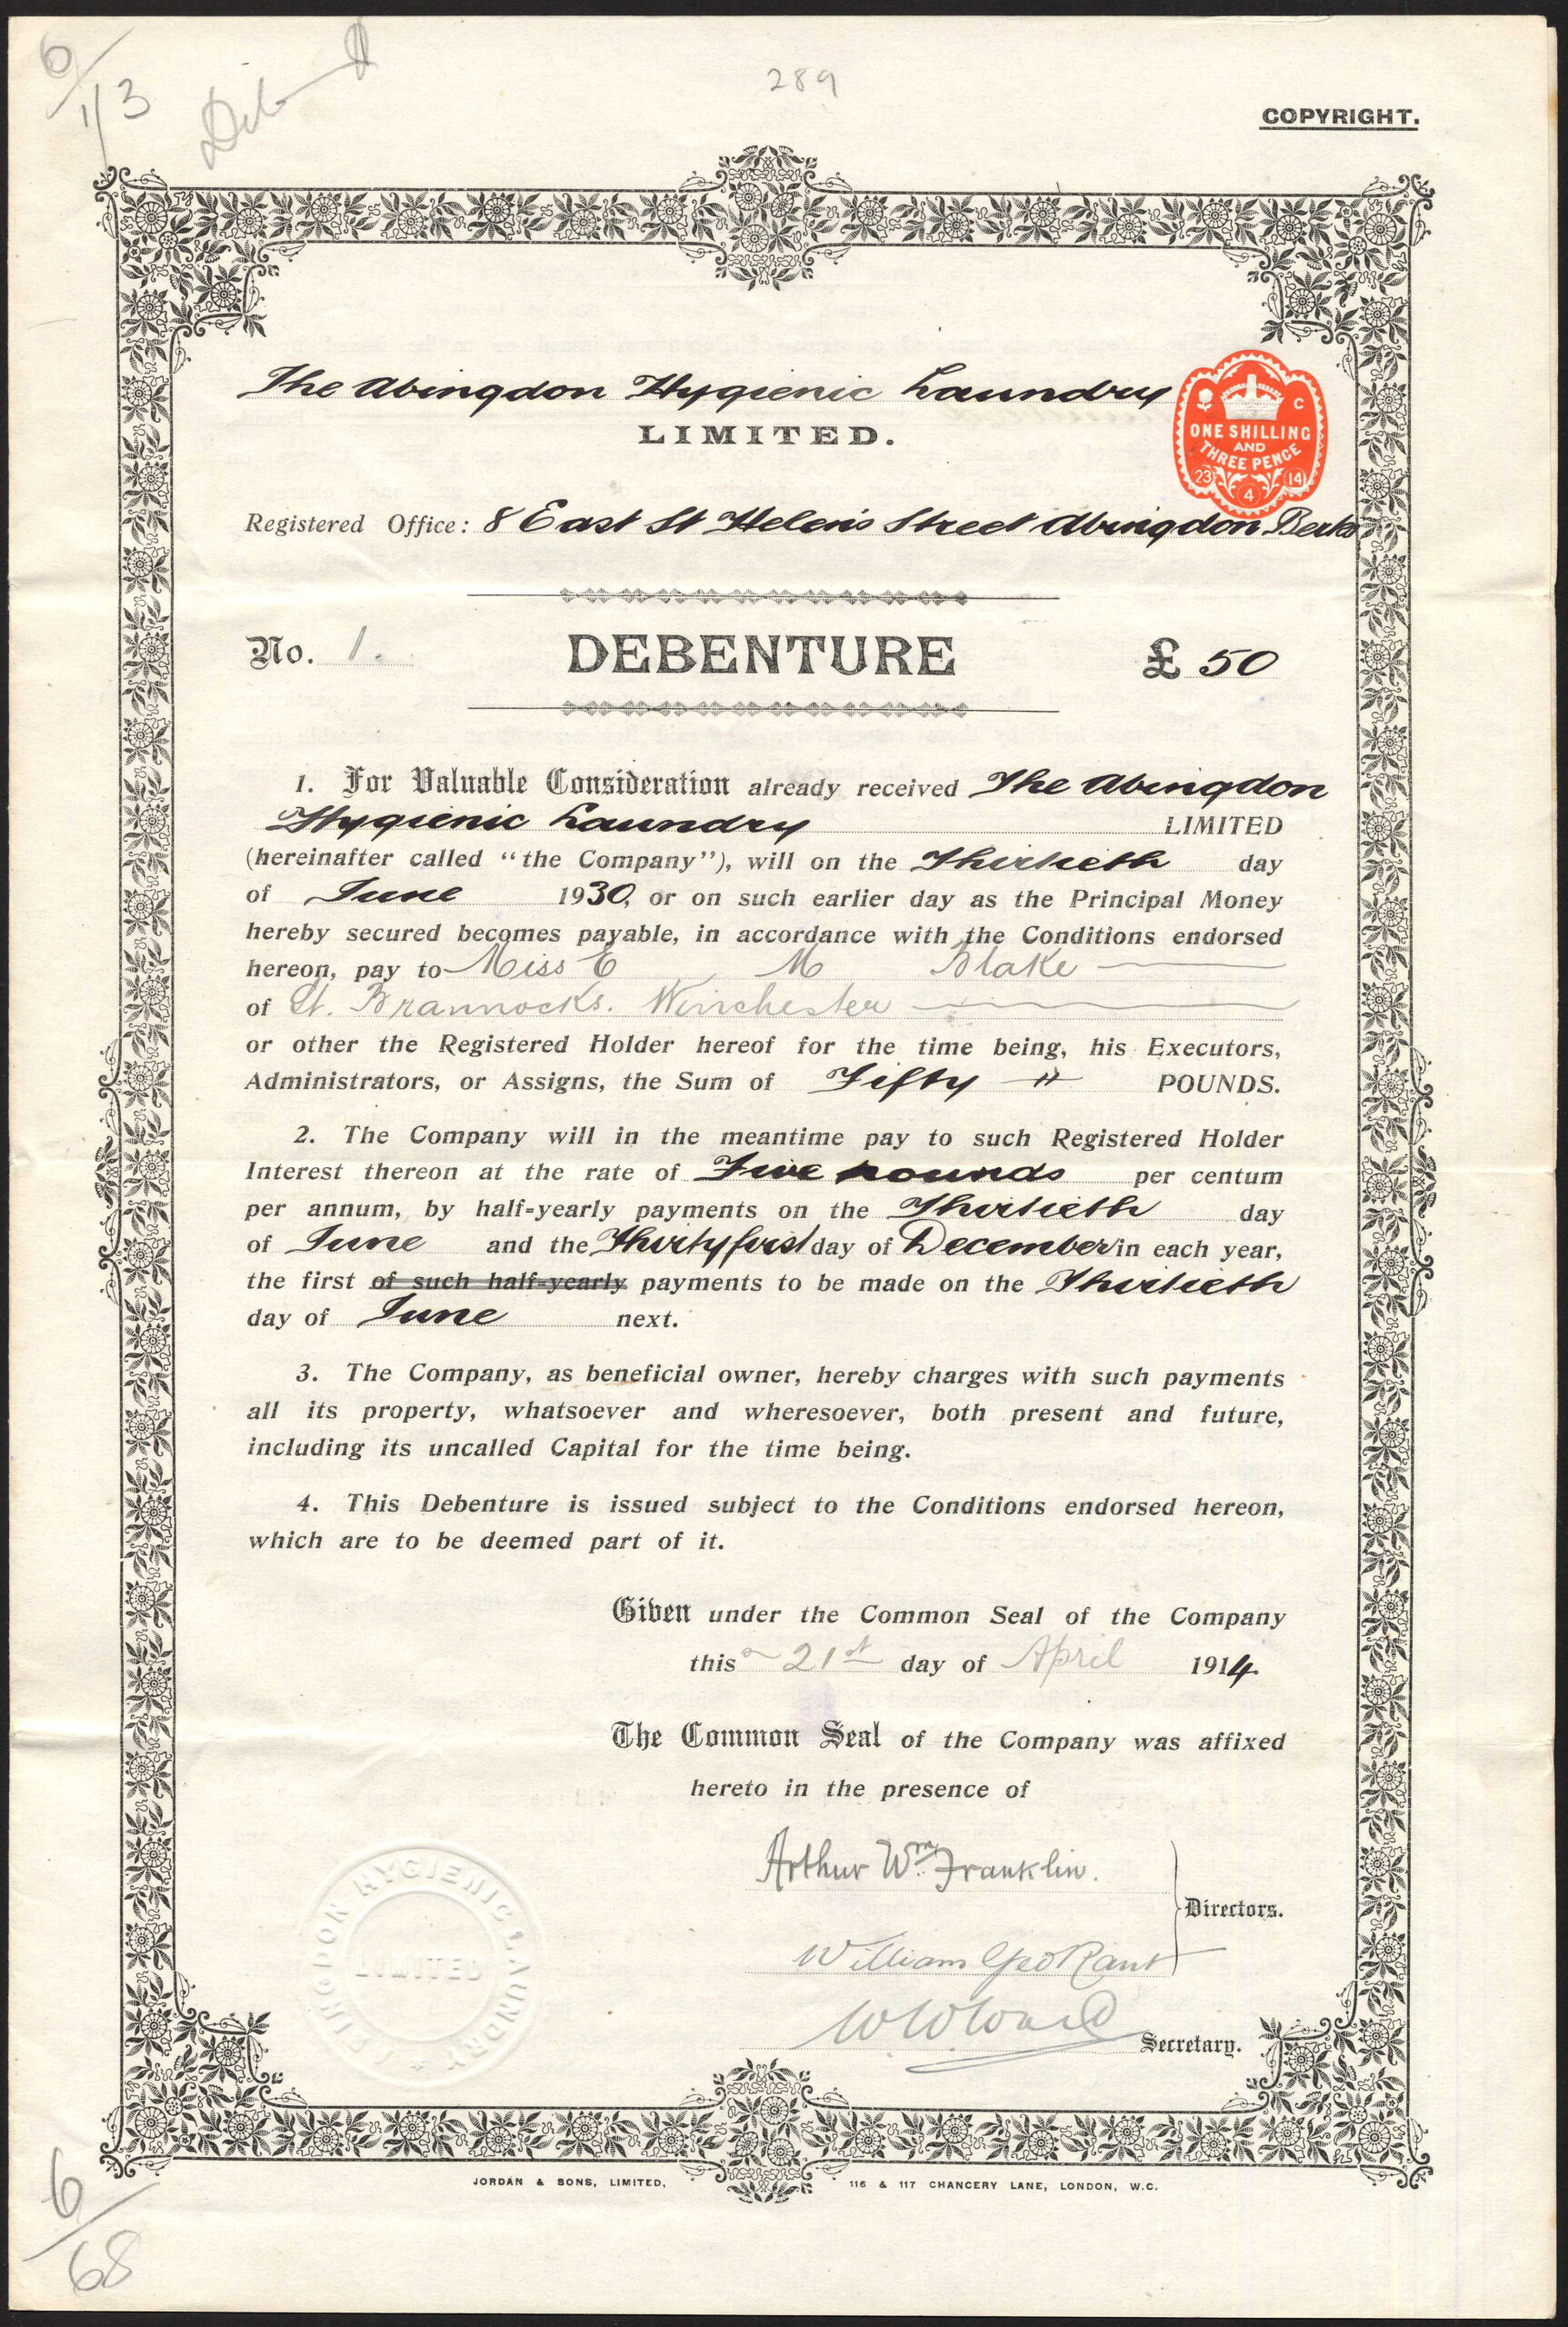 6/113
289
COPYRIGHT.
The Abingdon Hygienic Laundry
LIMITED.
C
ONE SHILLING
AND
THREE PENCE
23 4 14
Registered Office: 8 East St Helen's Street Abingdon Berks
No. 1. DEBENTURE £ 50
1. For Valuable Consideration already received The Abingdon
Hygienic Laundry LIMITED
(hereinafter called "the Company"), will on the Thirtieth day
of June 1930, or on such earlier day as the Principal Money
hereby secured becomes payable, in accordance with the Conditions endorsed
hereon, pay to Miss E M Blake
of St. Brannocks. Winchester
or other the Registered Holder hereof for the time being, his Executors,
Administrators, or Assigns, the Sum of Fifty POUNDS.
2. The Company will in the meantime pay to such Registered Holder
Interest thereon at the rate of Five pounds per centum
per annum, by half-yearly payments on the Thirtieth day
of June and the Thirty first day of December in each year,
the first of such half-yearly payments to be made on the Thirtieth
day of June next.
3. The Company, as beneficial owner, hereby charges with such payments
all its property, whatsoever and wheresoever, both present and future,
including its uncalled Capital for the time being.
4. This Debenture is issued subject to the Conditions endorsed hereon,
which are to be deemed part of it.
Given under the Common Seal of the Company
this 21st day of April 1914.
The Common Seal of the Company was affixed
hereto in the presence of
Arthur Wm. Franklin.
Directors.
William Geo Rant
W W Ward
Secretary.
ABINGDON HYGIENIC LAUNDRY
LIMITED
JORDAN & SONS, LIMITED, 116 & 117 CHANCERY LANE, LONDON, W.C.
6/68